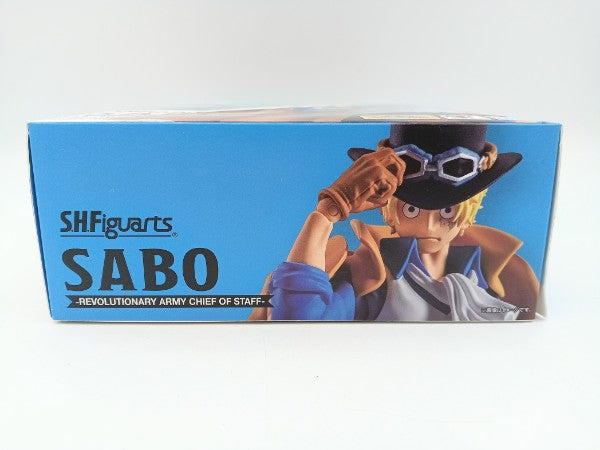 S.H.Figuarts®
SABO
-REVOLUTIONARY ARMY CHIEF OF STAFF-